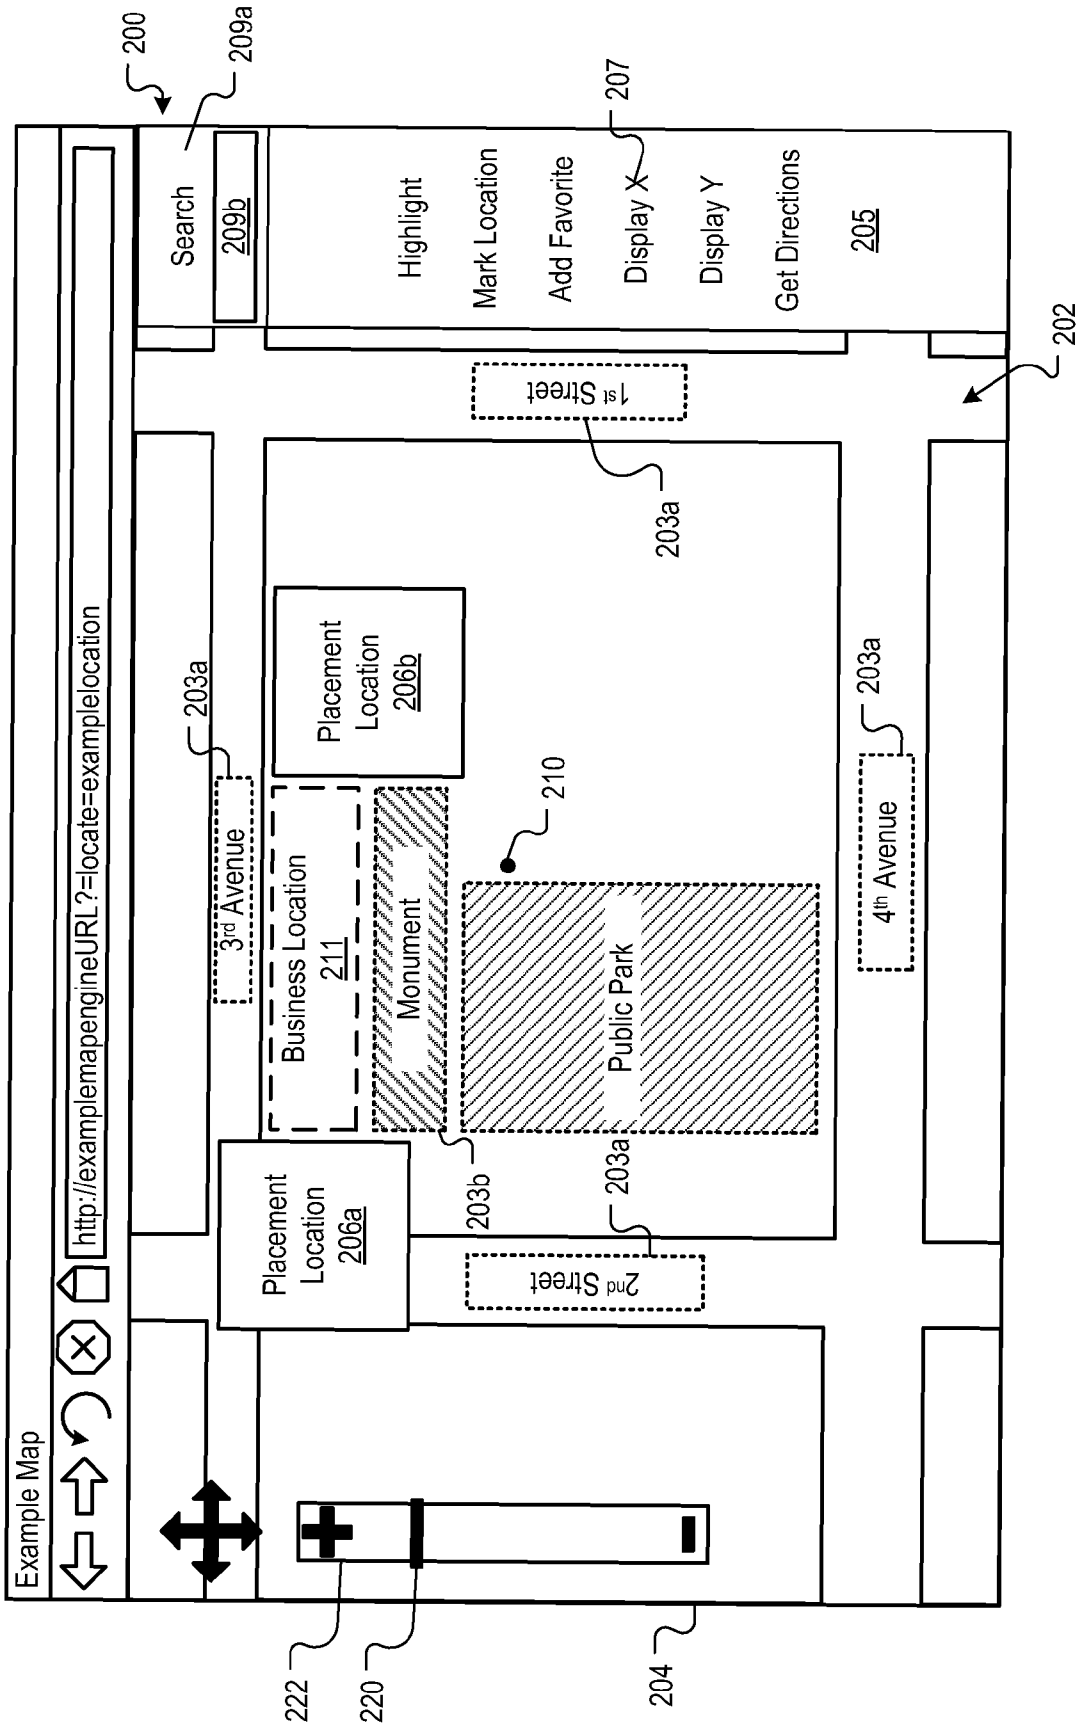 Example Map
http://examplemapengineURL?=locate=examplelocation
200
209a
Search
209b
Highlight
Mark Location
Add Favorite
Display X
Display Y
Get Directions
205
207
202
3rd Avenue
203a
Placement
Location
206a
Business Location
211
Placement
Location
206b
Monument
203b
210
Public Park
2nd Street
203a
1st Street
203a
4th Avenue
203a
222
220
204